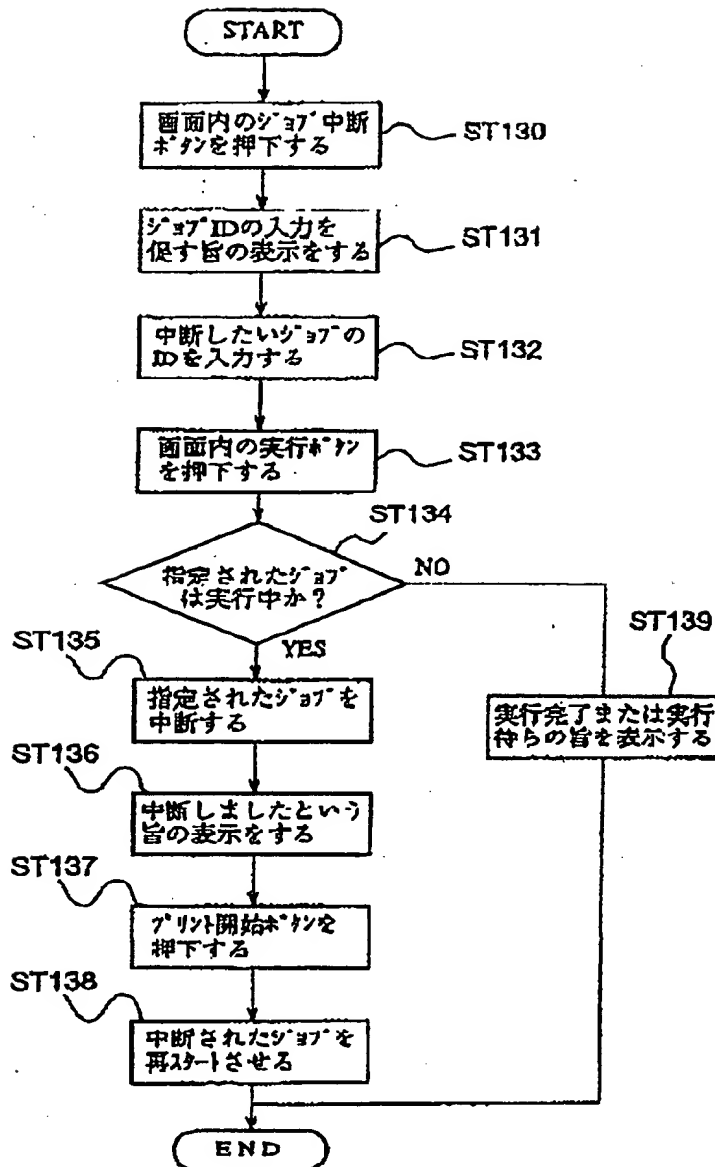 START
画面内のジョブ中断
ボタンを押下する
ST130
ジョブIDの入力を
促す旨の表示をする
ST131
中断したいジョブの
IDを入力する
ST132
画面内の実行ボタン
を押下する
ST133
ST134
指定されたジョブ
は実行中か?
NO
YES
ST135
指定されたジョブを
中断する
ST139
実行完了または実行
待ちの旨を表示する
ST136
中断しましたという
旨の表示をする
ST137
プリント開始ボタンを
押下する
ST138
中断されたジョブを
再スタートさせる
END